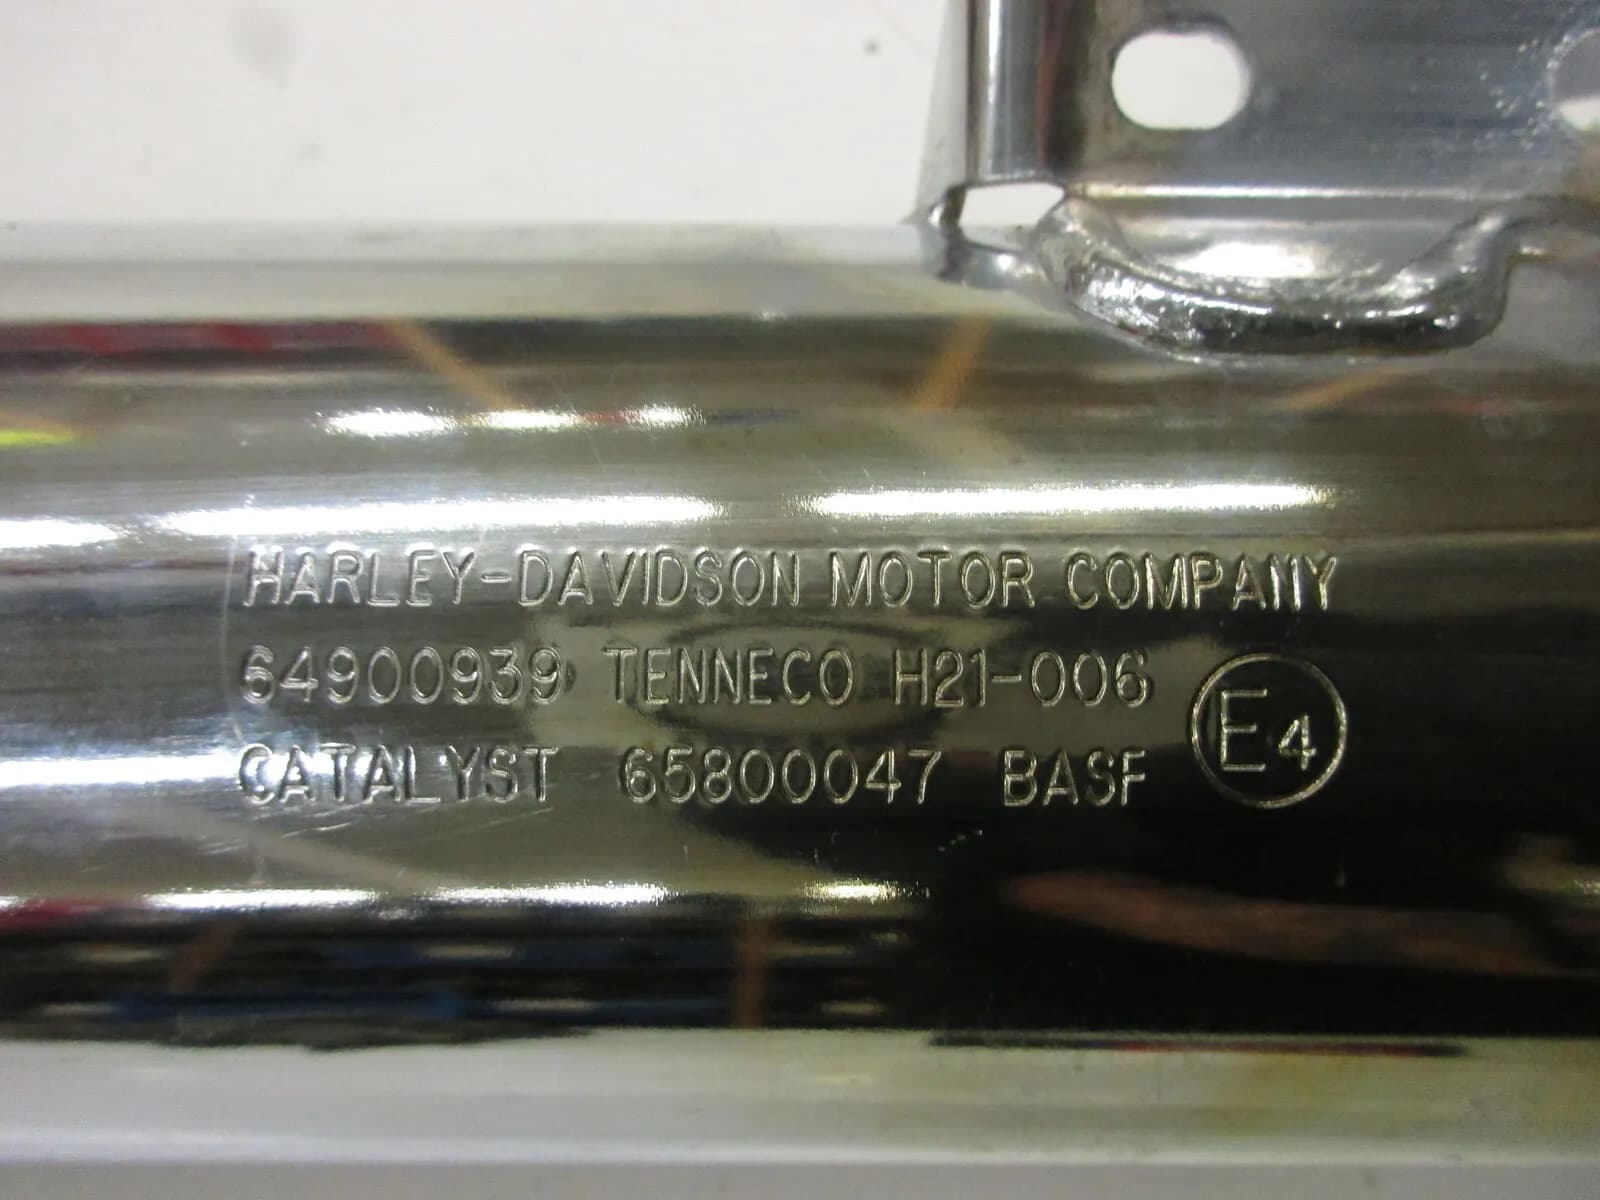 HARLEY-DAVIDSON MOTOR COMPANY
64900939 TENNECO H21-006
CATALYST 65800047 BASF
E4